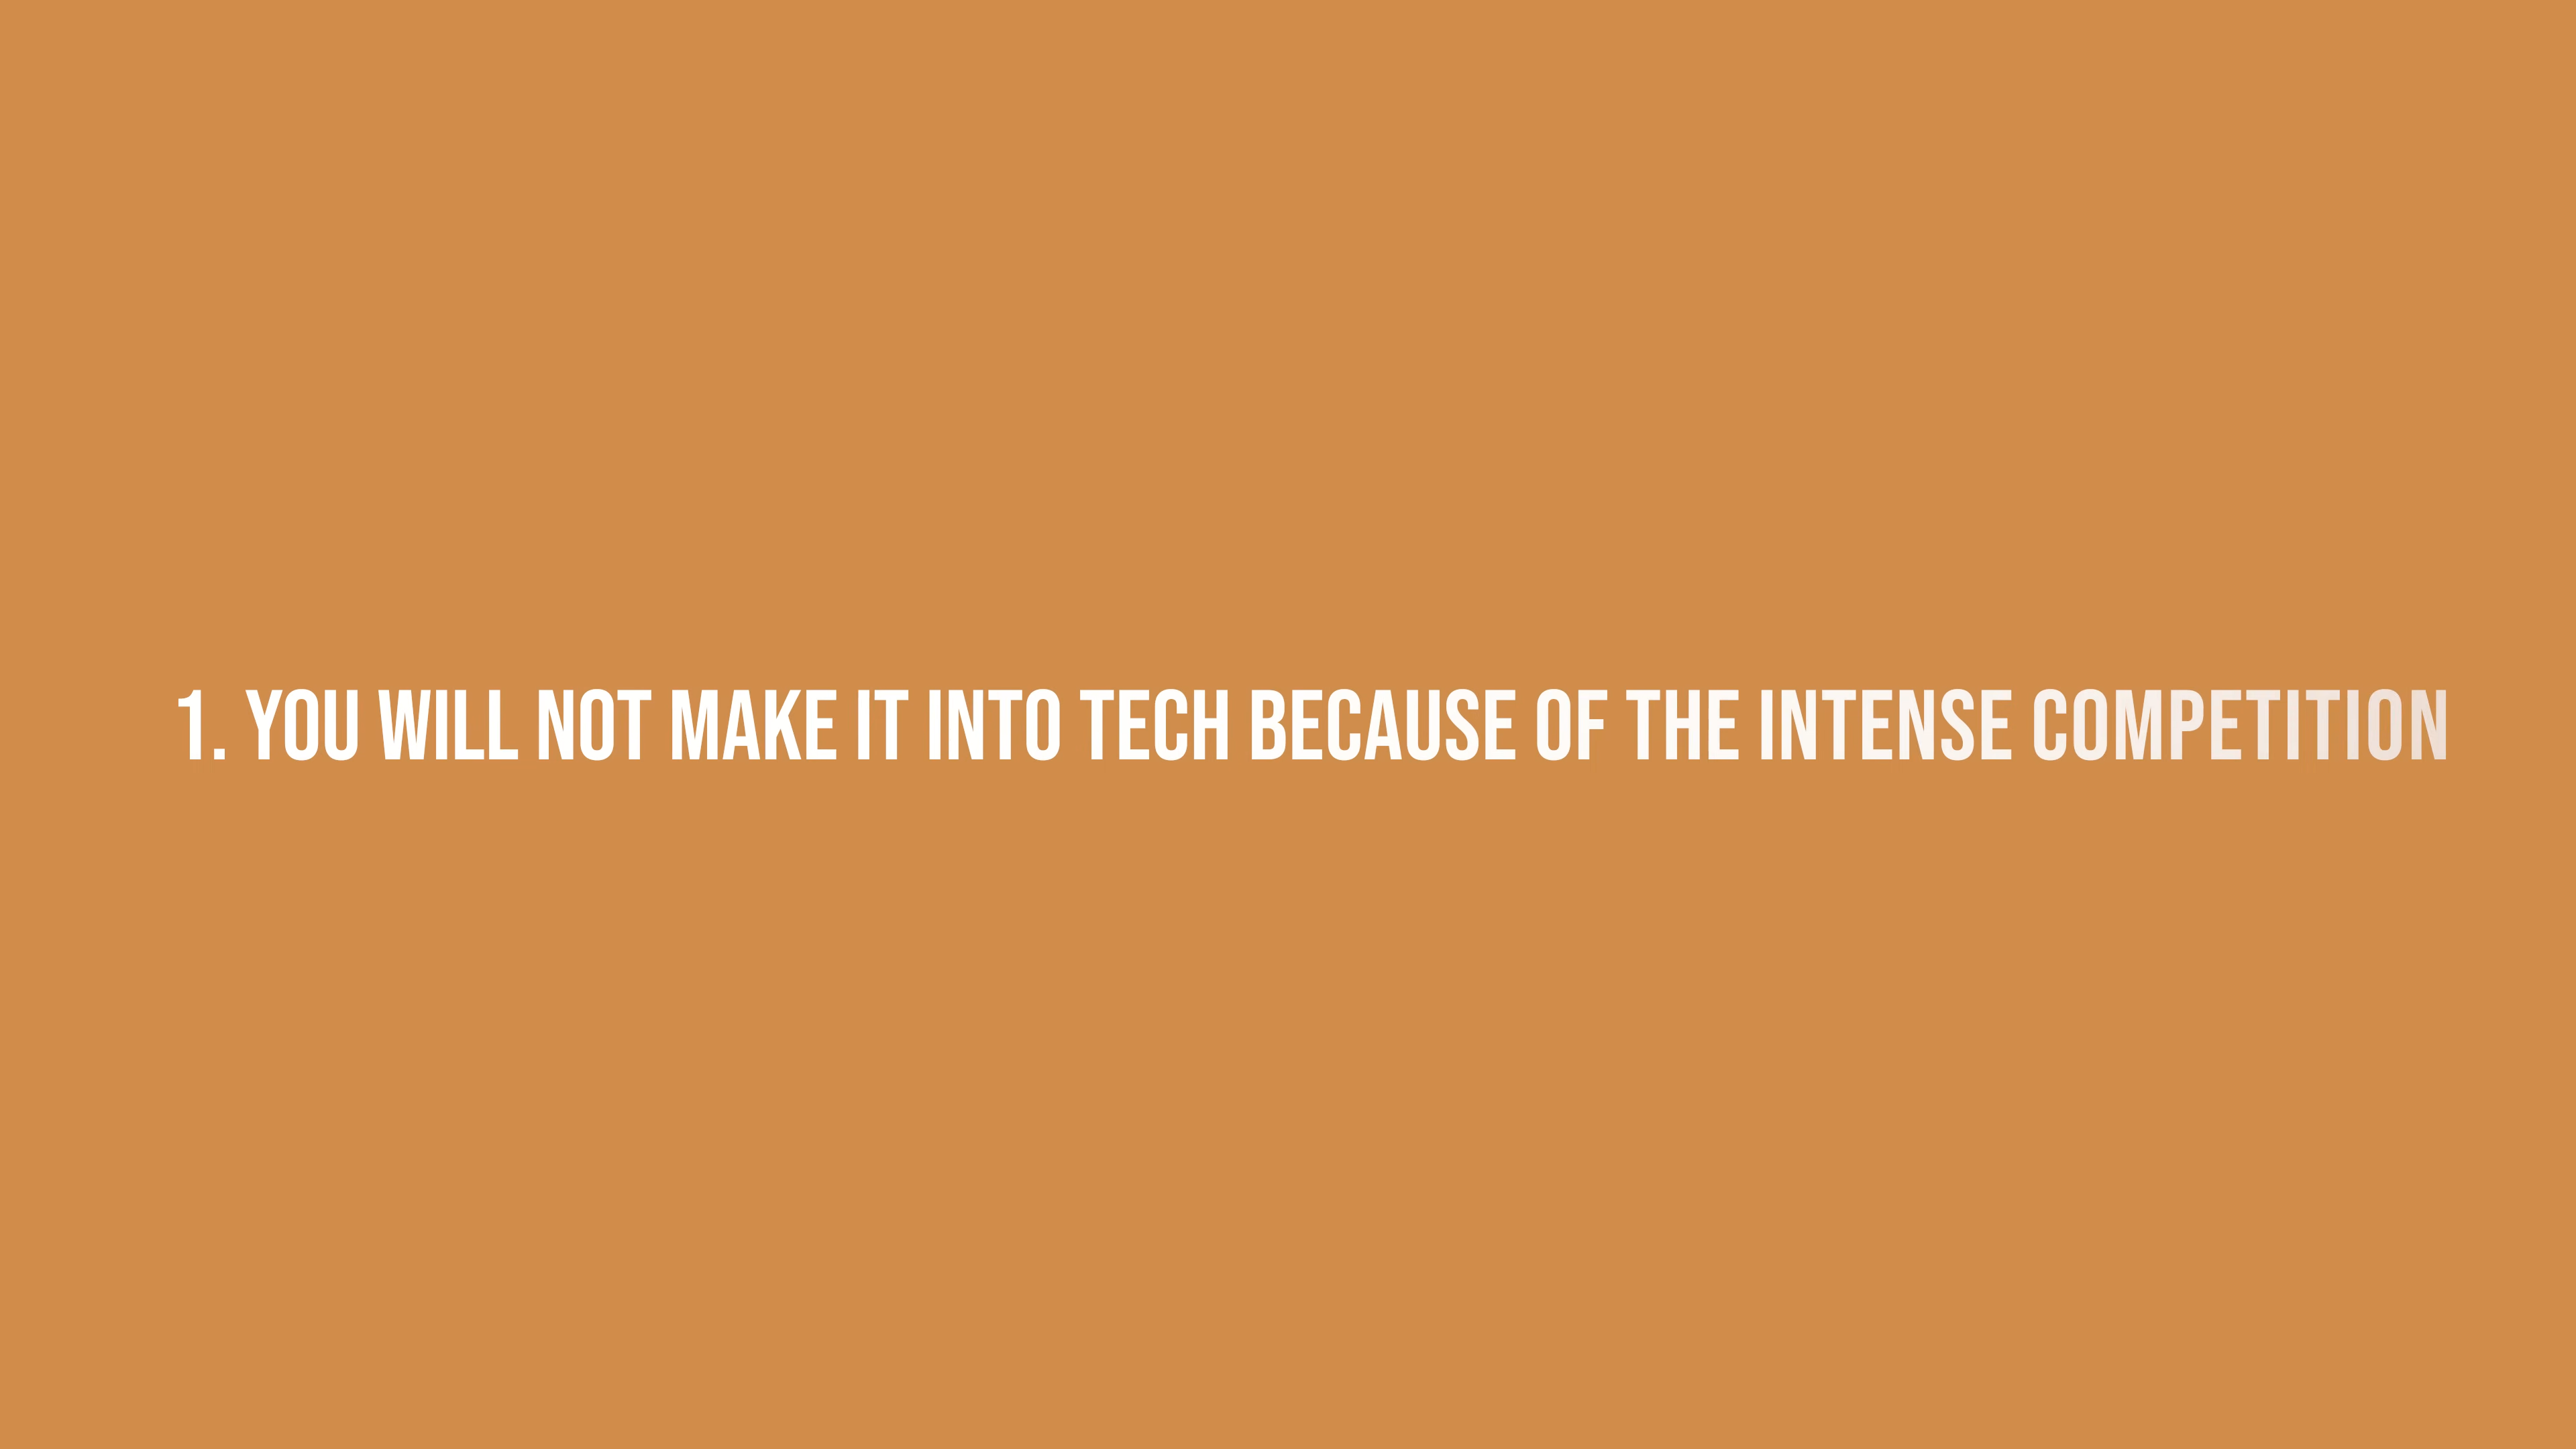 1. YOU WILL NOT MAKE IT INTO TECH BECAUSE OF THE INTENSE COMPETITION